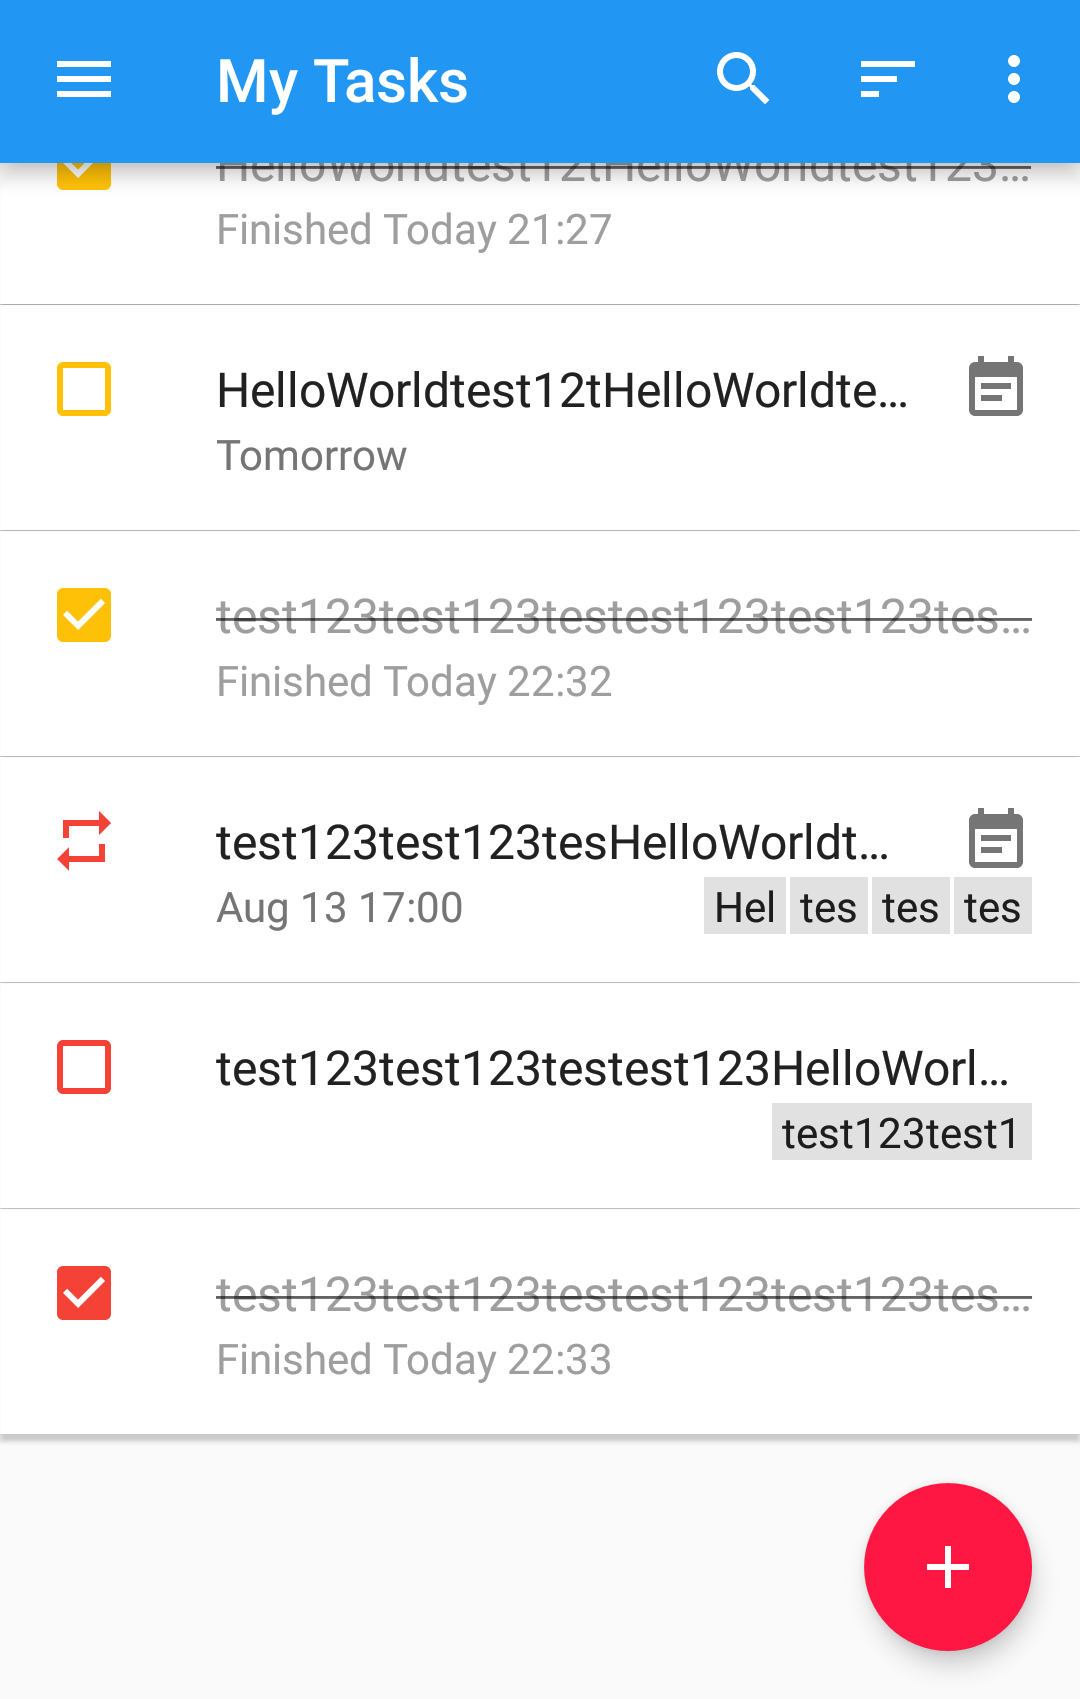 My Tasks
HelloWorldtest12tHelloWorldtest123...
Finished Today 21:27
HelloWorldtest12tHelloWorldte...
Tomorrow
test123test123testest123test123tes...
Finished Today 22:32
test123test123tesHelloWorldt...
Aug 13 17:00 Hel tes tes tes
test123test123testest123HelloWorl...
test123test1
test123test123testest123test123tes...
Finished Today 22:33